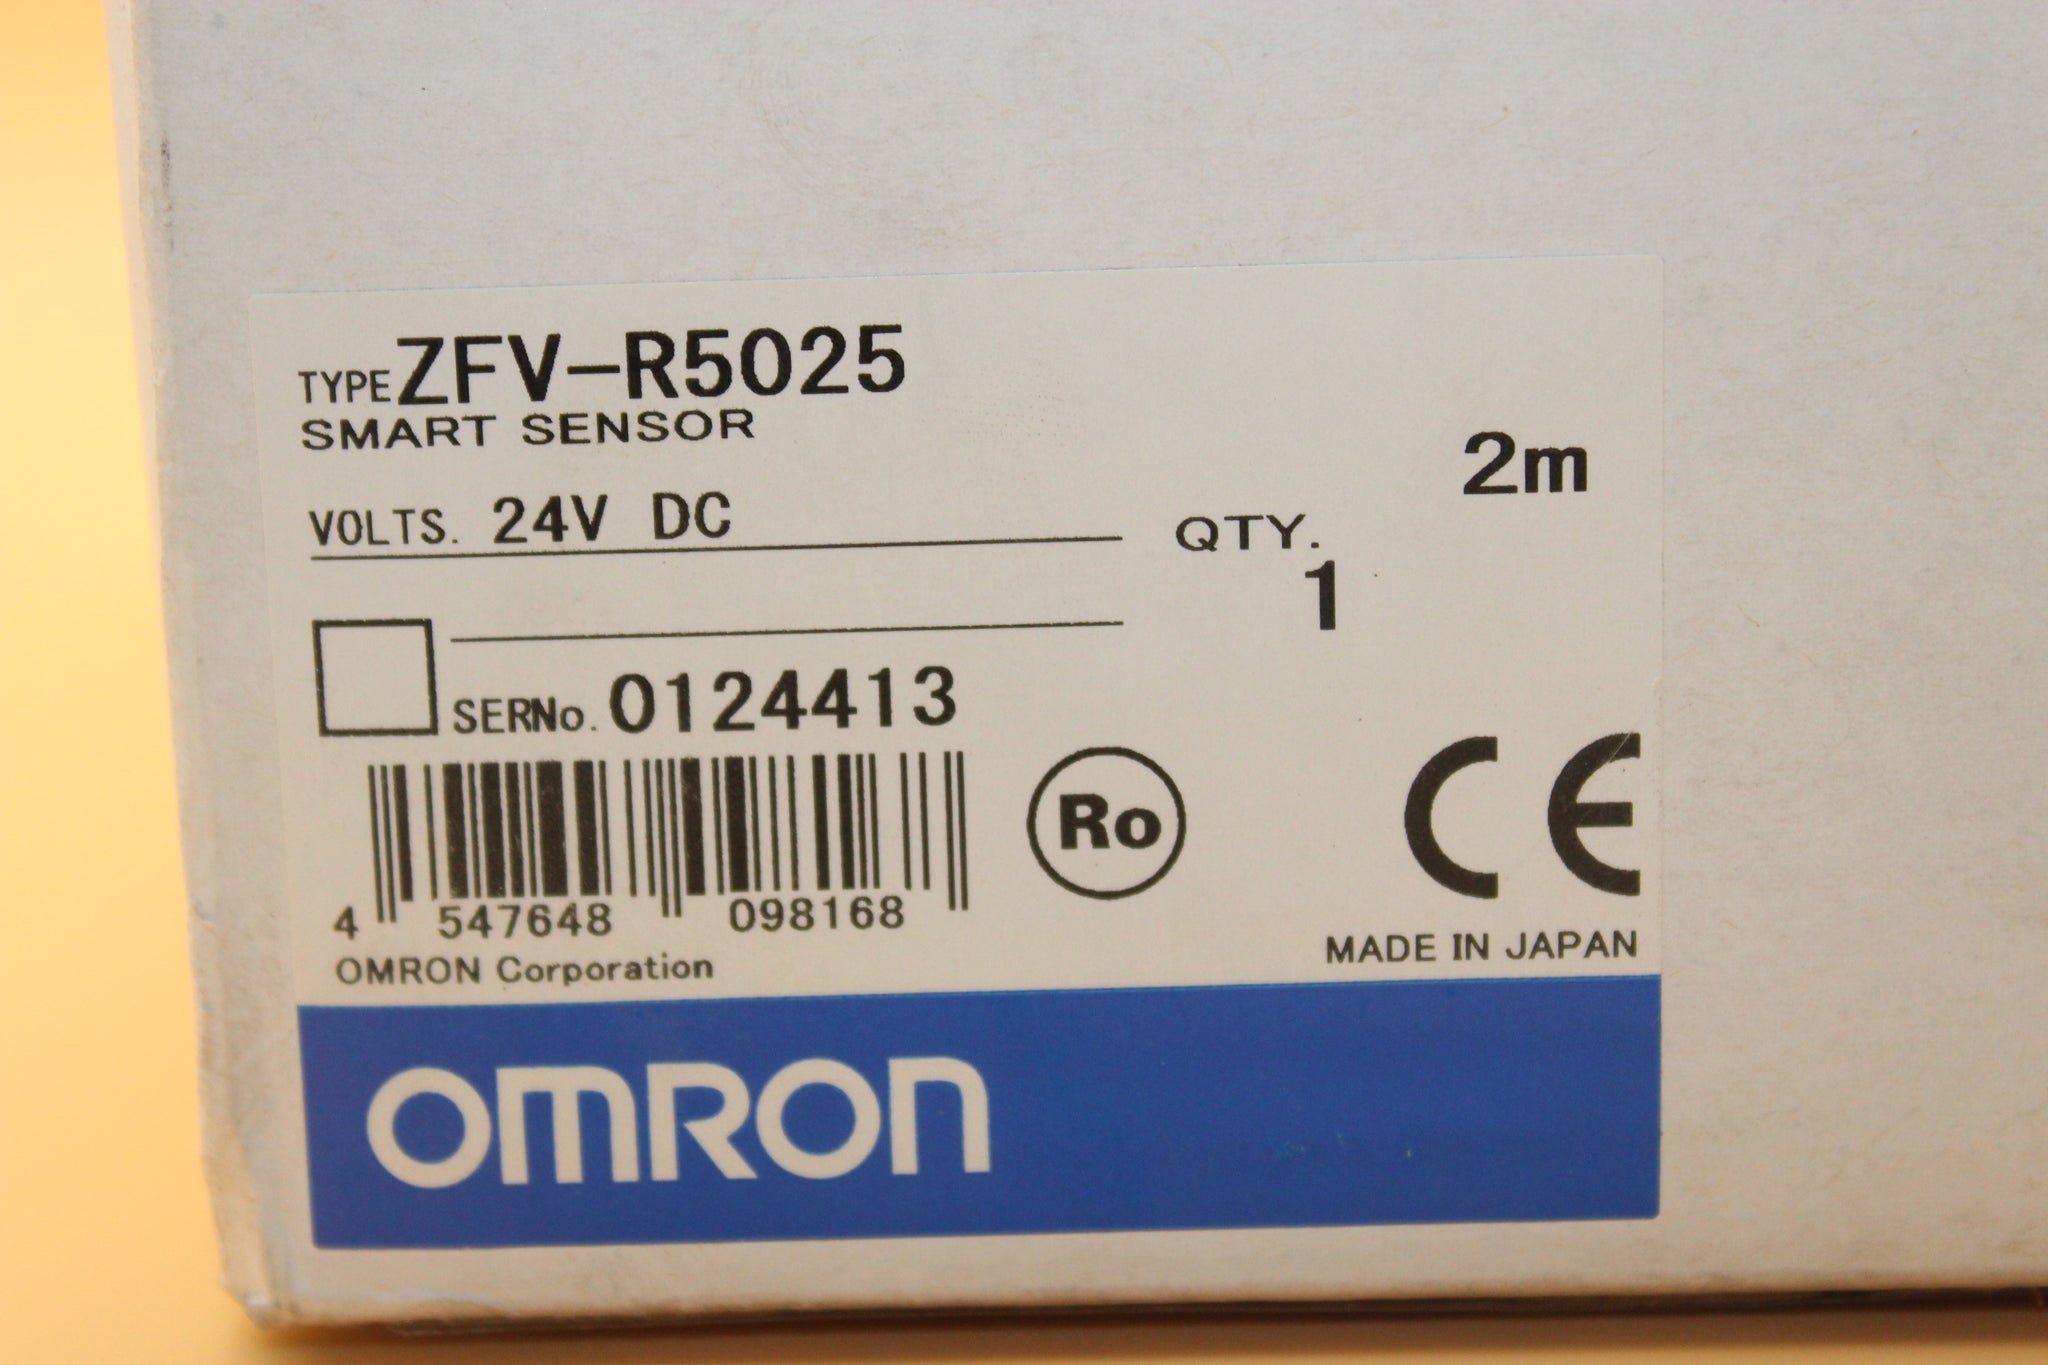 TYPE ZFV-R5025
SMART SENSOR
2m
VOLTS. 24V DC
QTY.
1
SERNo. 0124413
Ro
CE
4 547648 098168
MADE IN JAPAN
OMRON Corporation
OMRON